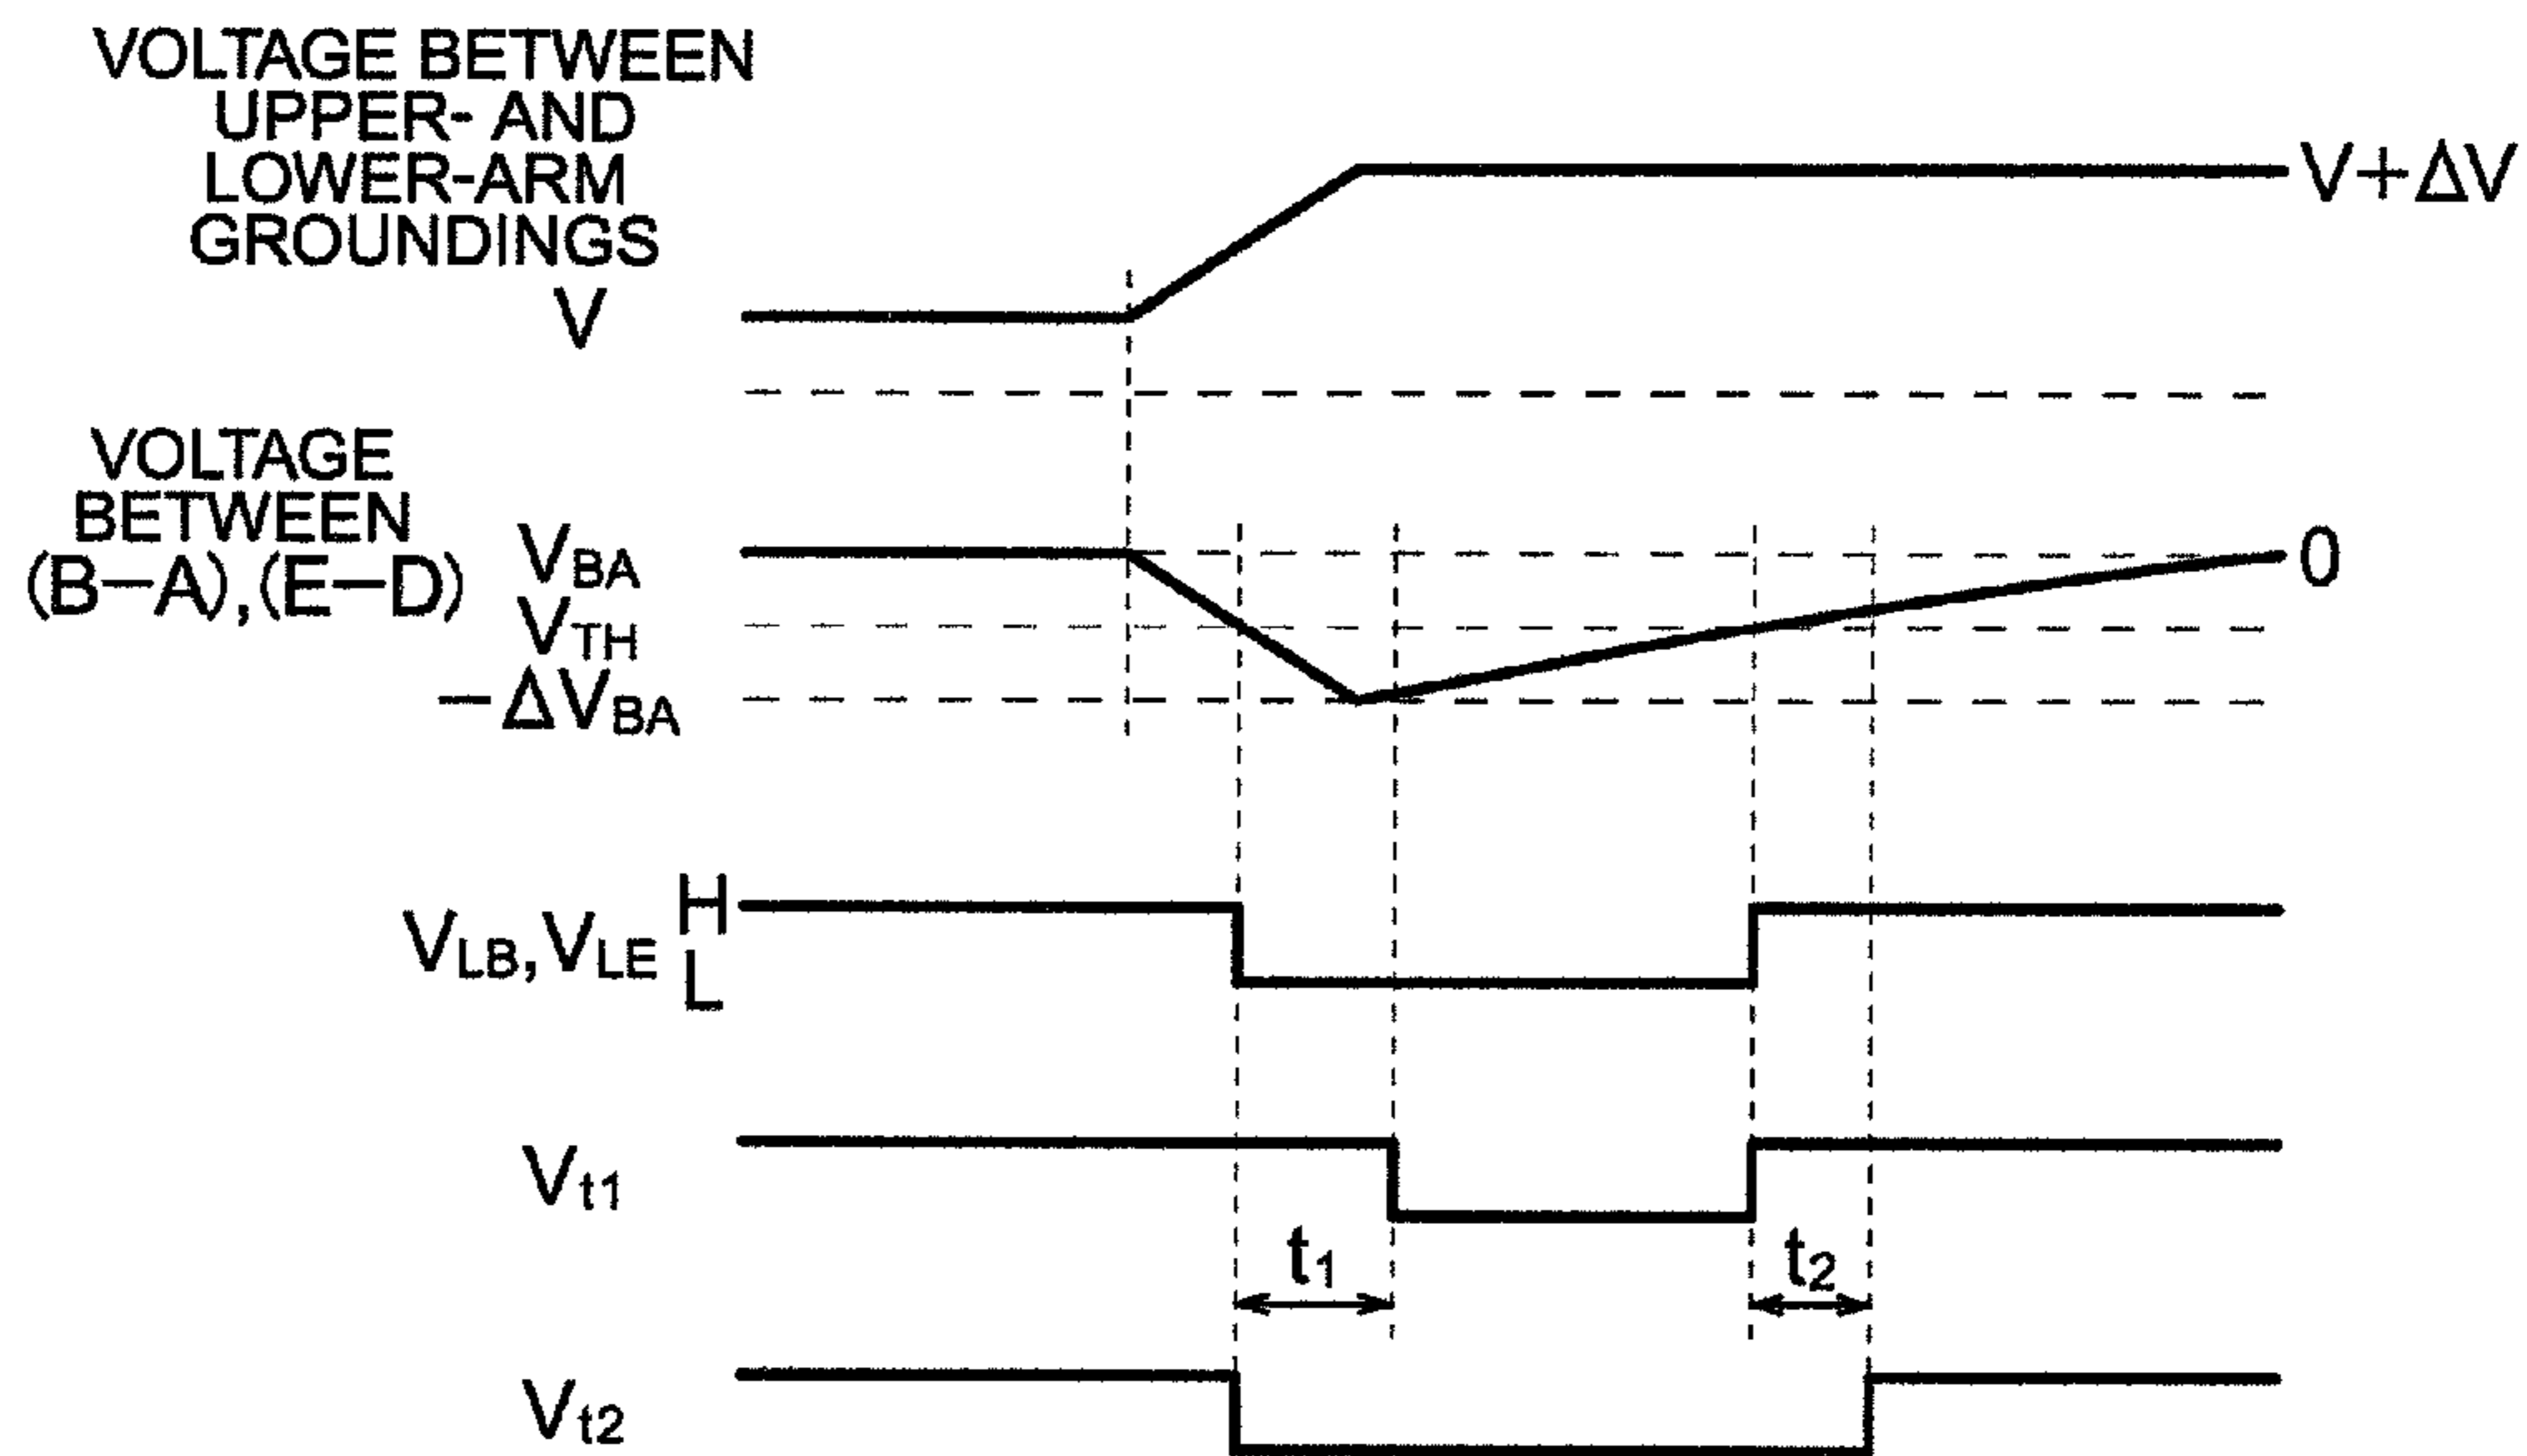 VOLTAGE BETWEEN
UPPER- AND
LOWER-ARM
GROUNDINGS
V
V+ΔV
VOLTAGE
BETWEEN
(B−A),(E−D)
VBA
VTH
−ΔVBA
0
VLB,VLE
H
L
Vt1
t1
t2
Vt2